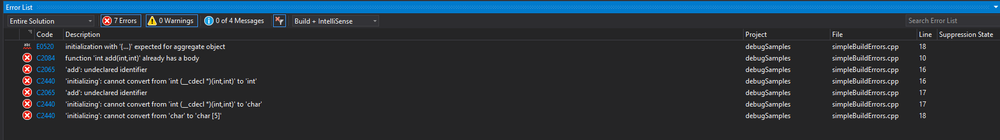 Error List
Entire Solution 7 Errors 0 Warnings 0 of 4 Messages Build + IntelliSense Search Error List
Code Description Project File Line Suppression State
abc E0520 initialization with '{...}' expected for aggregate object debugSamples simpleBuildErrors.cpp 18
C2084 function 'int add(int,int)' already has a body debugSamples simpleBuildErrors.cpp 10
C2065 'add': undeclared identifier debugSamples simpleBuildErrors.cpp 16
C2440 'initializing': cannot convert from 'int (__cdecl *)(int,int)' to 'int' debugSamples simpleBuildErrors.cpp 16
C2065 'add': undeclared identifier debugSamples simpleBuildErrors.cpp 17
C2440 'initializing': cannot convert from 'int (__cdecl *)(int,int)' to 'char' debugSamples simpleBuildErrors.cpp 17
C2440 'initializing': cannot convert from 'char' to 'char [5]' debugSamples simpleBuildErrors.cpp 18